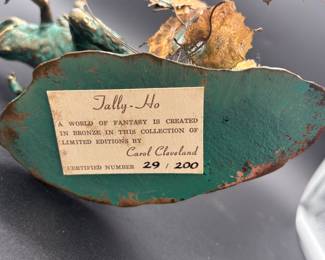 Tally-Ho
A WORLD OF FANTASY IS CREATED
IN BRONZE IN THIS COLLECTION OF
LIMITED EDITIONS BY
Carol Cleveland
CERTIFIED NUMBER 29 / 200